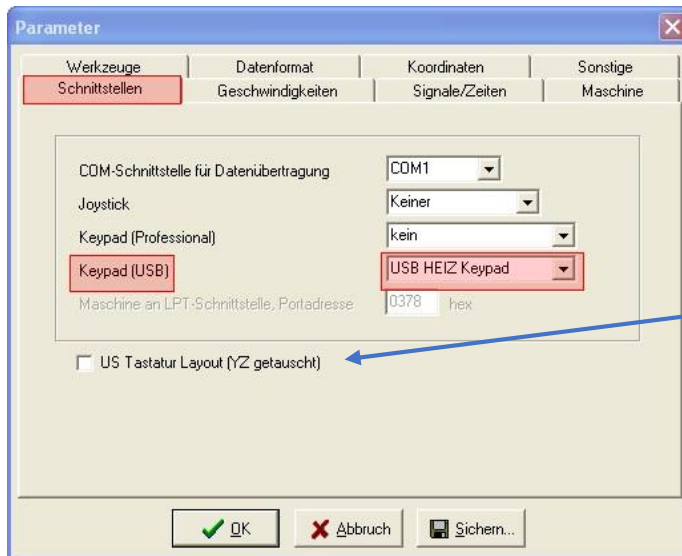 Parameter
Werkzeuge Datenformat Koordinaten Sonstige
Schnittstellen Geschwindigkeiten Signale/Zeiten Maschine
COM-Schnittstelle für Datenübertragung COM1
Joystick Keiner
Keypad (Professional) kein
Keypad (USB) USB HEIZ Keypad
Maschine an LPT-Schnittstelle, Portadresse 0378 hex
US Tastatur Layout (YZ getauscht)
OK Abbruch Sichern...